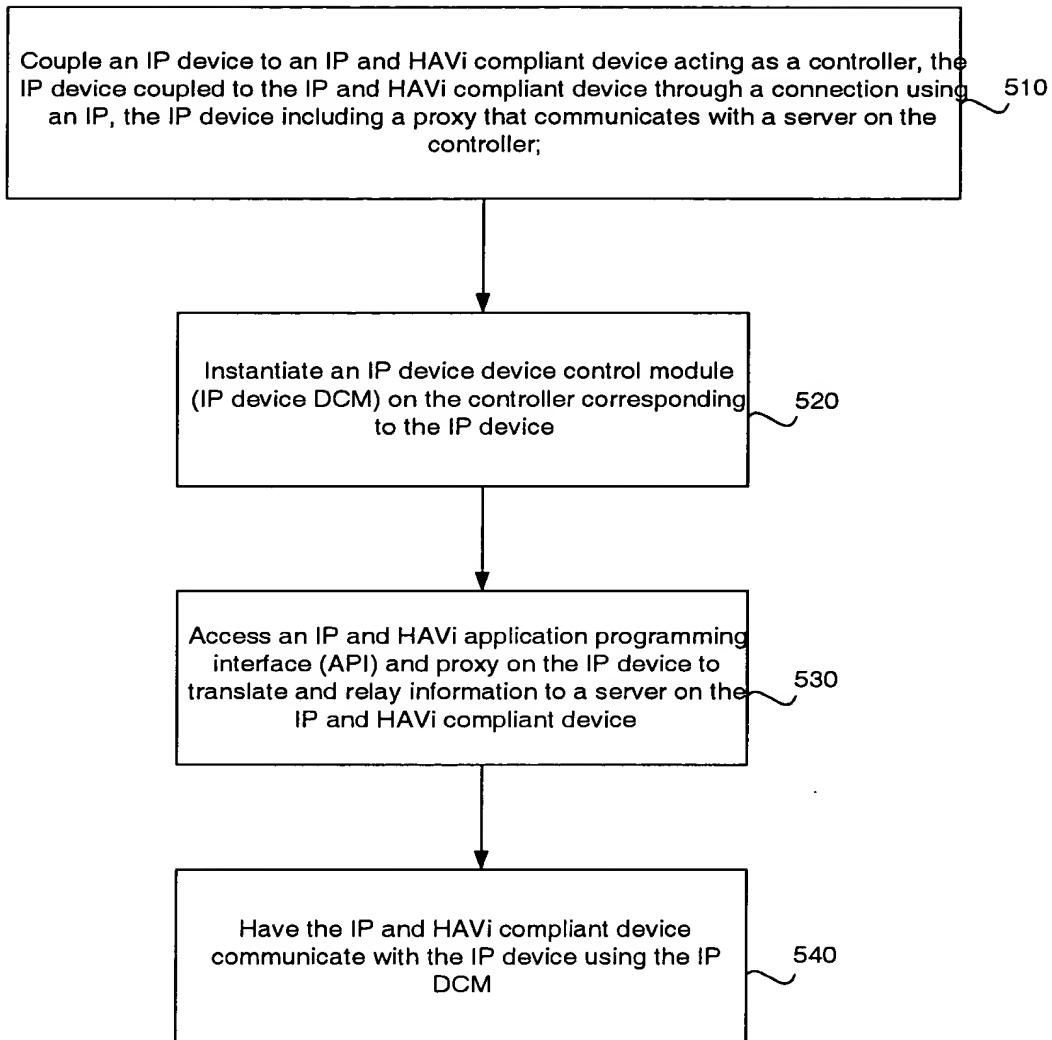 Couple an IP device to an IP and HAVi compliant device acting as a controller, the
IP device coupled to the IP and HAVi compliant device through a connection using
an IP, the IP device including a proxy that communicates with a server on the
controller;
510
Instantiate an IP device device control module
(IP device DCM) on the controller corresponding
to the IP device
520
Access an IP and HAVi application programming
interface (API) and proxy on the IP device to
translate and relay information to a server on the
IP and HAVi compliant device
530
Have the IP and HAVi compliant device
communicate with the IP device using the IP
DCM
540